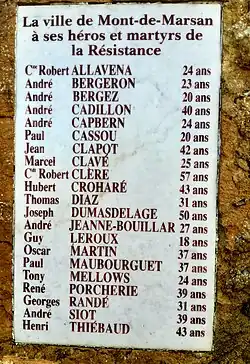 La ville de Mont-de-Marsan
à ses héros et martyrs de
la Résistance
Cne Robert ALLAVENA 24 ans
André BERGERON 23 ans
André BERGEZ 20 ans
André CADILLON 40 ans
André CAPBERN 24 ans
Paul CASSOU 20 ans
Jean CLAPOT 42 ans
Marcel CLAVÉ 25 ans
Cne Robert CLÈRE 57 ans
Hubert CROHARÉ 43 ans
Thomas DIAZ 31 ans
Joseph DUMASDELAGE 50 ans
André JEANNE-BOUILLAR 27 ans
Guy LEROUX 18 ans
Oscar MARTIN 37 ans
Paul MAUBOURGUET 37 ans
Tony MELLOWS 24 ans
René PORCHERIE 39 ans
Georges RANDÉ 31 ans
André SIOT 39 ans
Henri THIÉBAUD 43 ans